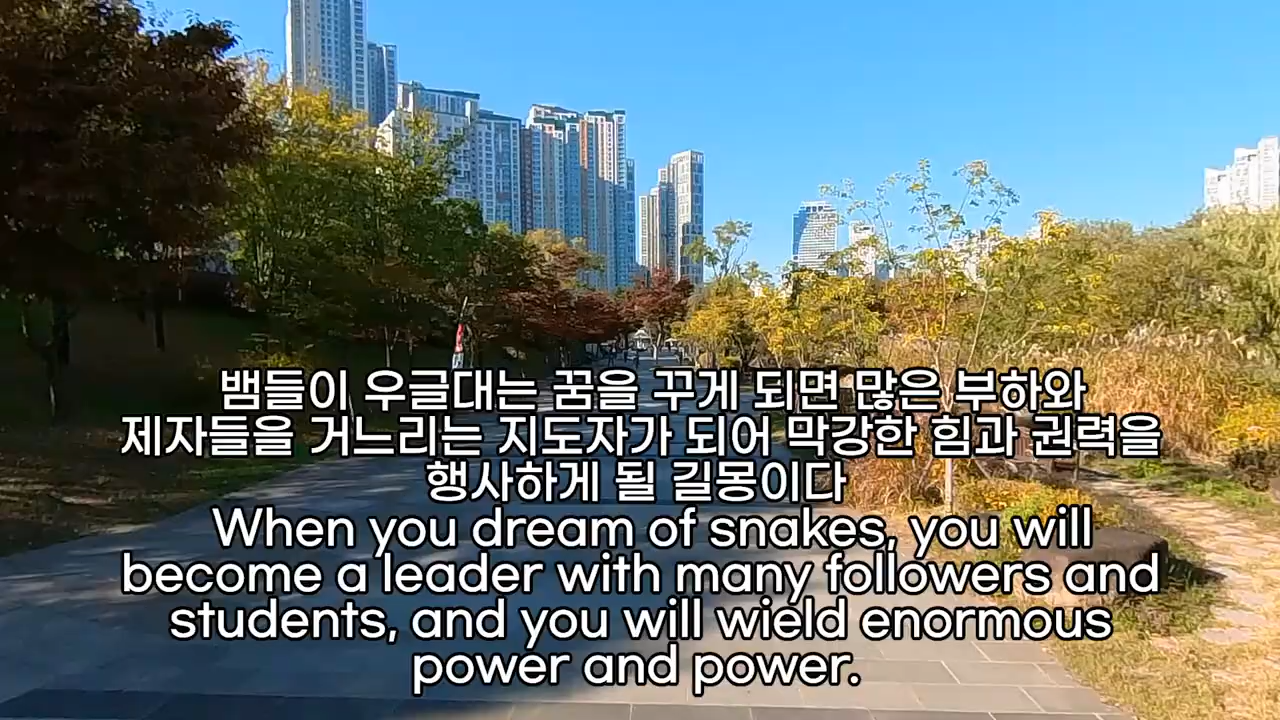 뱀들이 우글대는 꿈을 꾸게 되면 많은 부하와
제자들을 거느리는 지도자가 되어 막강한 힘과 권력을
행사하게 될 길몽이다
When you dream of snakes, you will
become a leader with many followers and
students, and you will wield enormous
power and power.